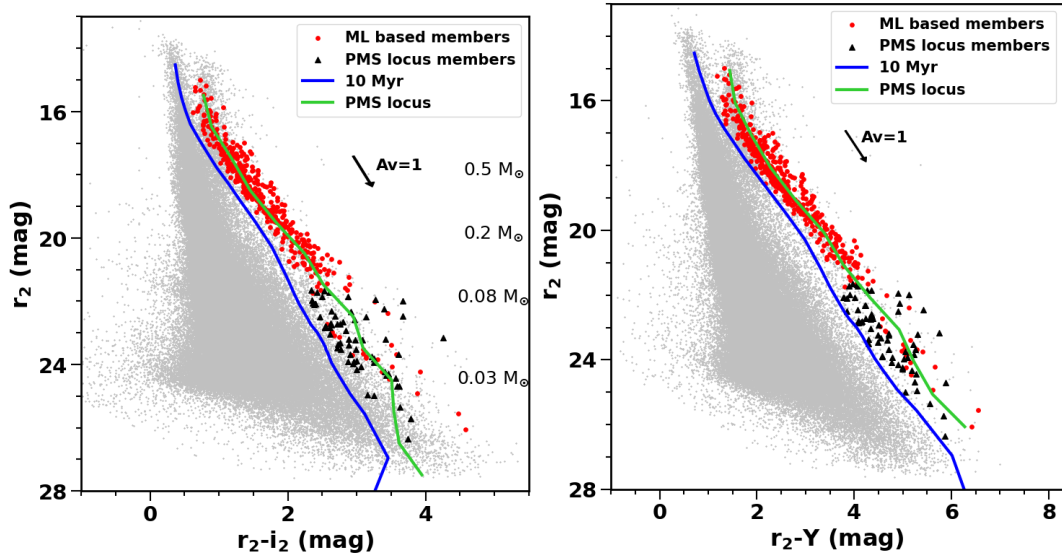 ML based members
PMS locus members
10 Myr
PMS locus
Av=1
0.5 M⊙
0.2 M⊙
0.08 M⊙
0.03 M⊙
16
20
24
28
r₂ (mag)
0 2 4
r₂-i₂ (mag)
ML based members
PMS locus members
10 Myr
PMS locus
Av=1
16
20
24
28
r₂ (mag)
0 2 4 6 8
r₂-Y (mag)